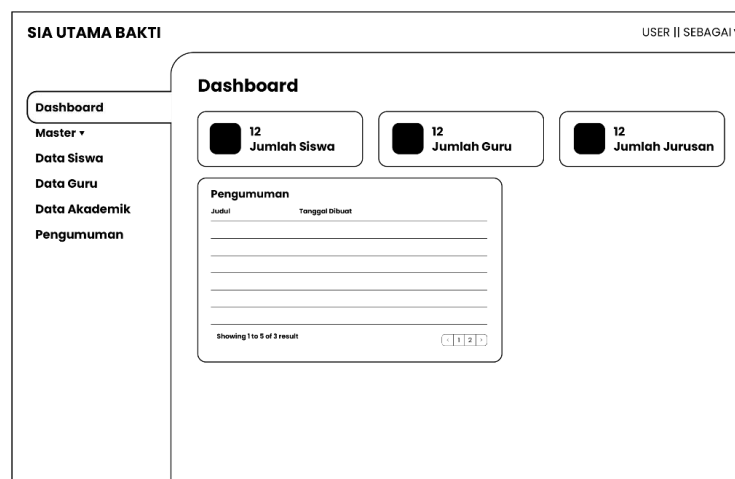 SIA UTAMA BAKTI
USER || SEBAGAI
Dashboard
Master
Data Siswa
Data Guru
Data Akademik
Pengumuman
Dashboard
12
Jumlah Siswa
12
Jumlah Guru
12
Jumlah Jurusan
Pengumuman
Judul Tanggal Dibuat
Showing 1 to 5 of 3 result
< 1 2 >